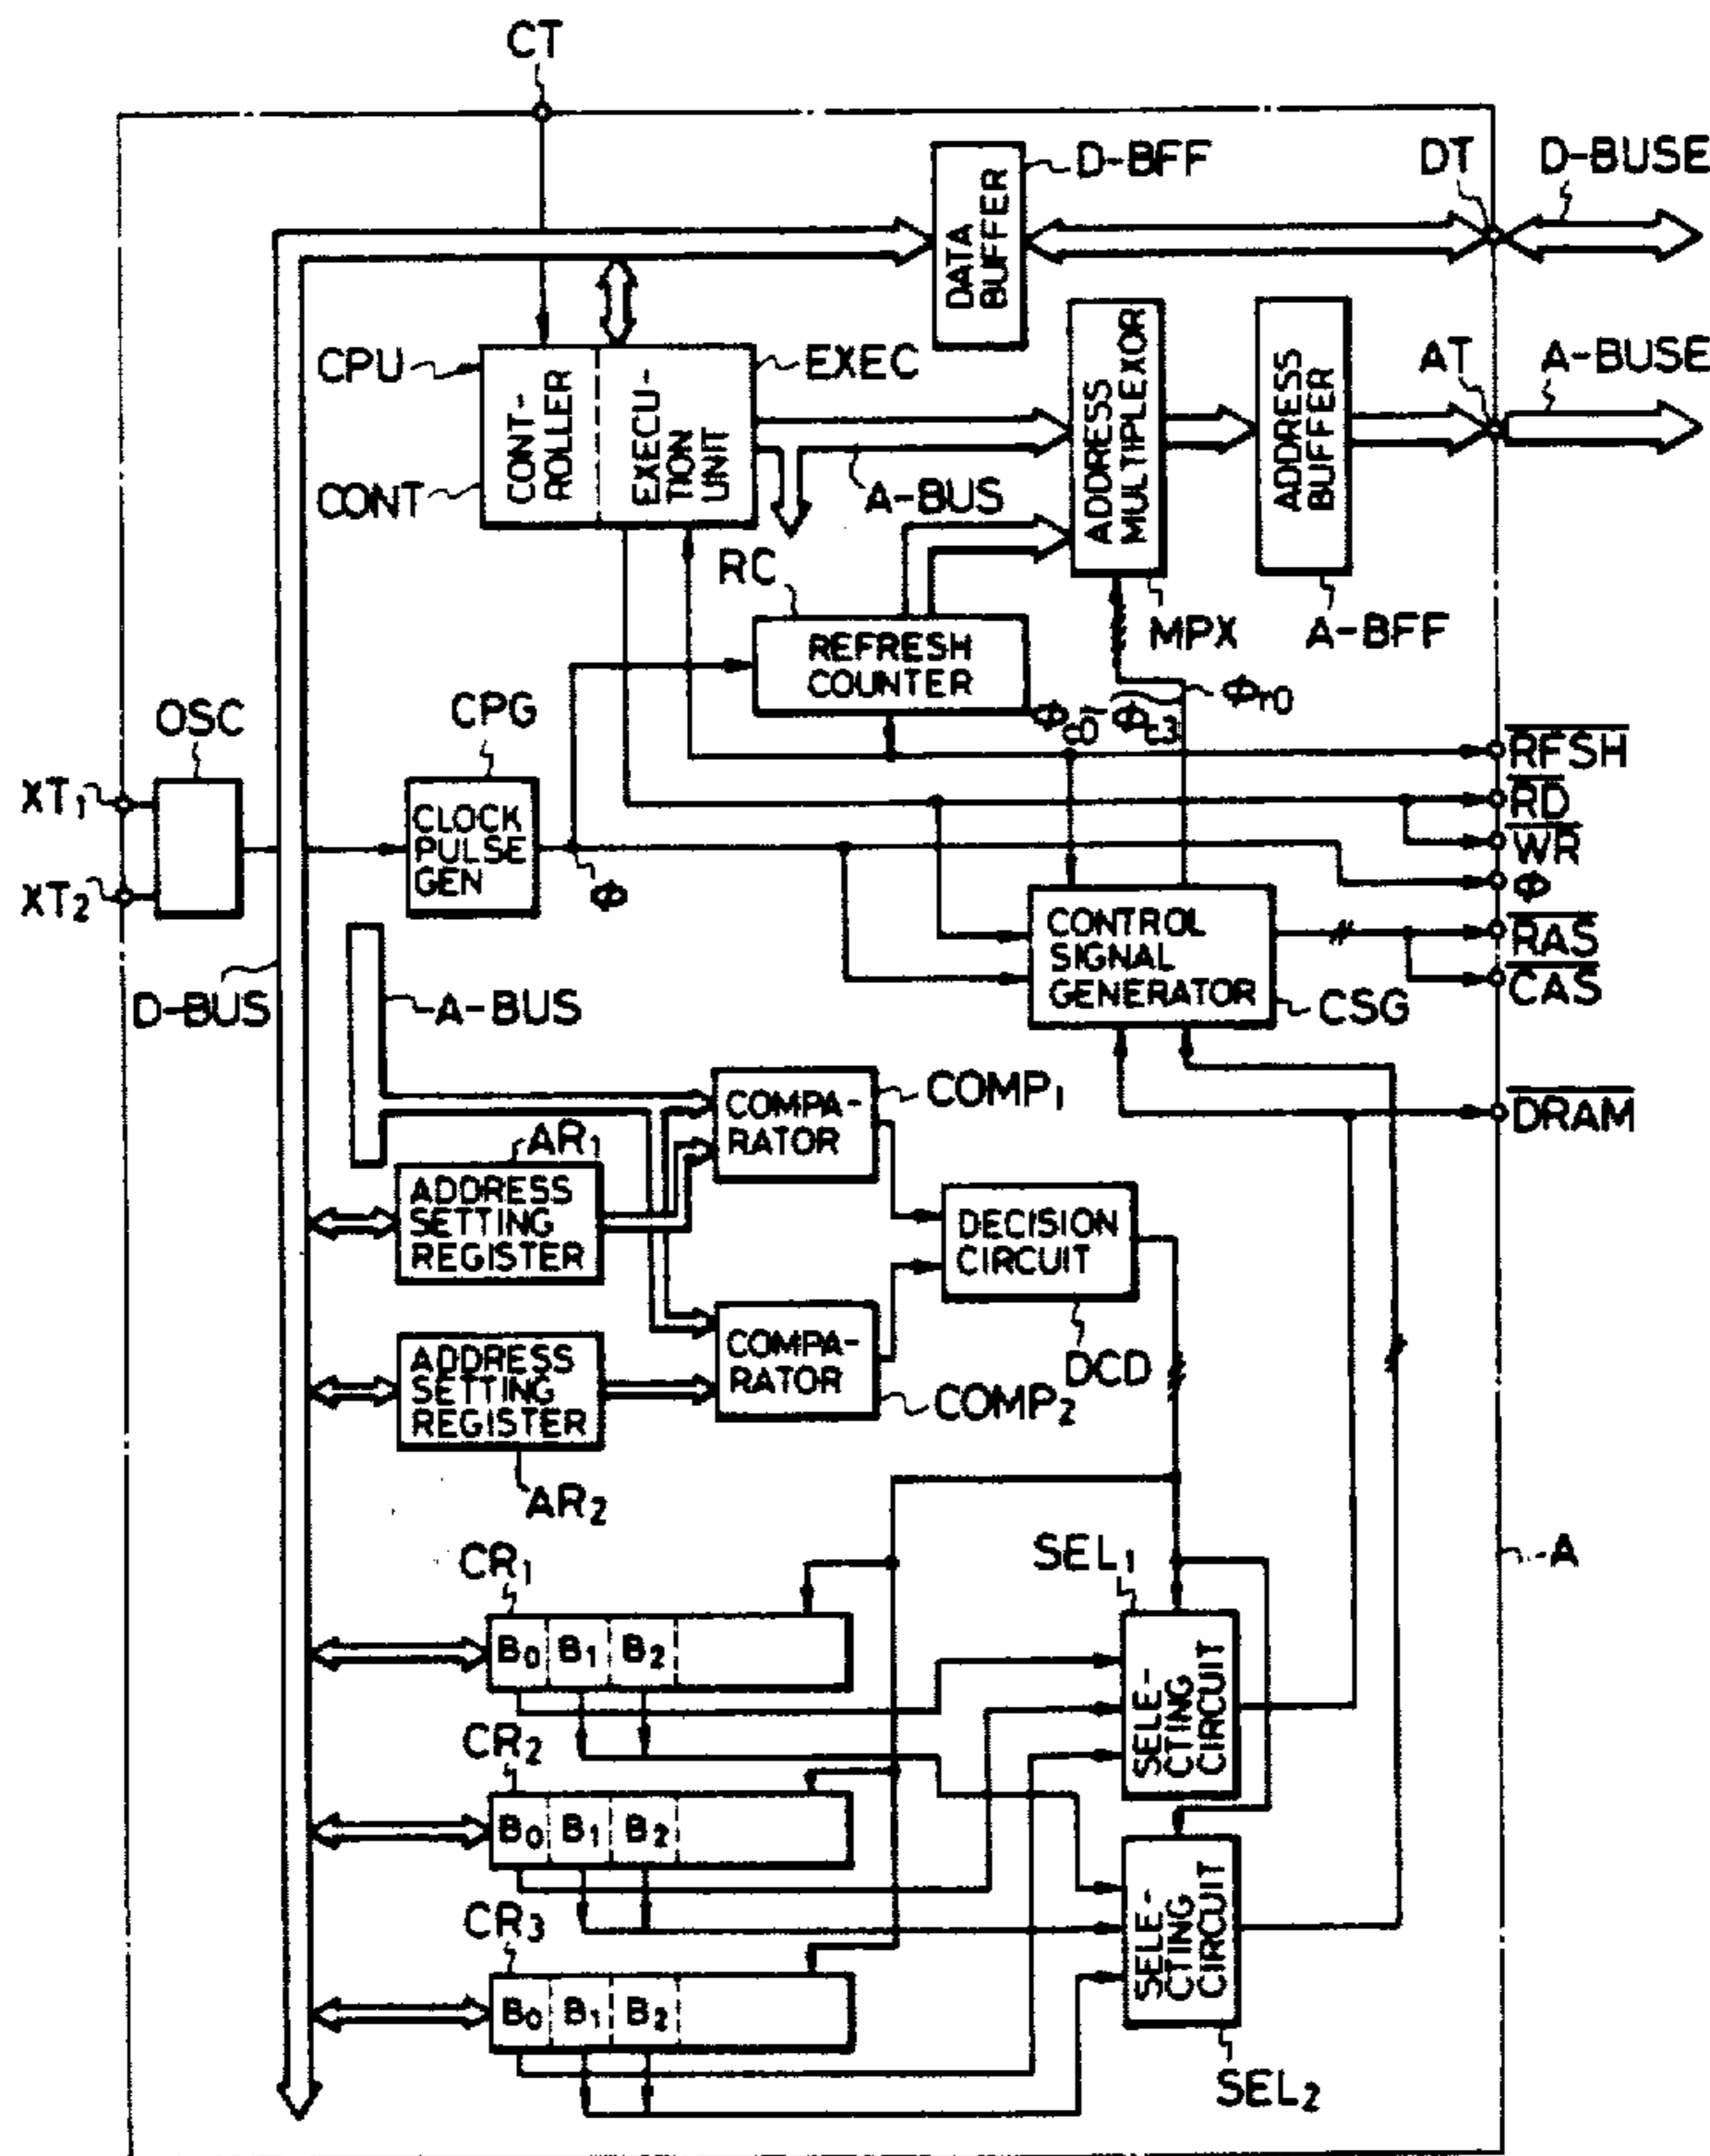 CT
D-BFF
DT
D-BUSE
DATA
BUFFER
CPU
EXEC
CONT-
ROLLER
EXECU-
TION
UNIT
CONT
A-BUS
ADDRESS
MULTIPLEXOR
ADDRESS
BUFFER
AT
A-BUSE
MPX
A-BFF
RC
REFRESH
COUNTER
Φc0~Φc3
Φr0
OSC
CPG
XT1
XT2
CLOCK
PULSE
GEN
Φ
RFSH
RD
WR
Φ
RAS
CAS
CONTROL
SIGNAL
GENERATOR
CSG
D-BUS
A-BUS
COMPA-
RATOR
COMP1
DRAM
AR1
ADDRESS
SETTING
REGISTER
DECISION
CIRCUIT
DCD
COMPA-
RATOR
COMP2
ADDRESS
SETTING
REGISTER
AR2
CR1
B0 B1 B2
SEL1
SELE-
CTING
CIRCUIT
A
CR2
B0 B1 B2
CR3
B0 B1 B2
SELE-
CTING
CIRCUIT
SEL2